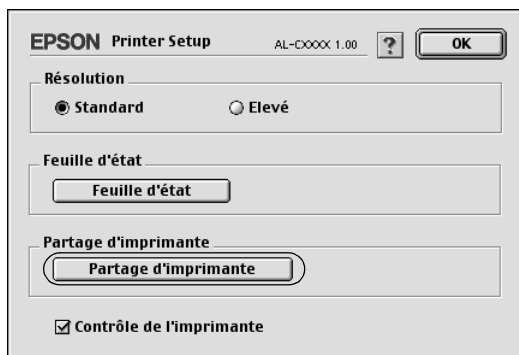 EPSON Printer Setup AL-CXXXX 1.00 ? OK
Résolution
Standard Elevé
Feuille d'état
Feuille d'état
Partage d'imprimante
Partage d'imprimante
Contrôle de l'imprimante